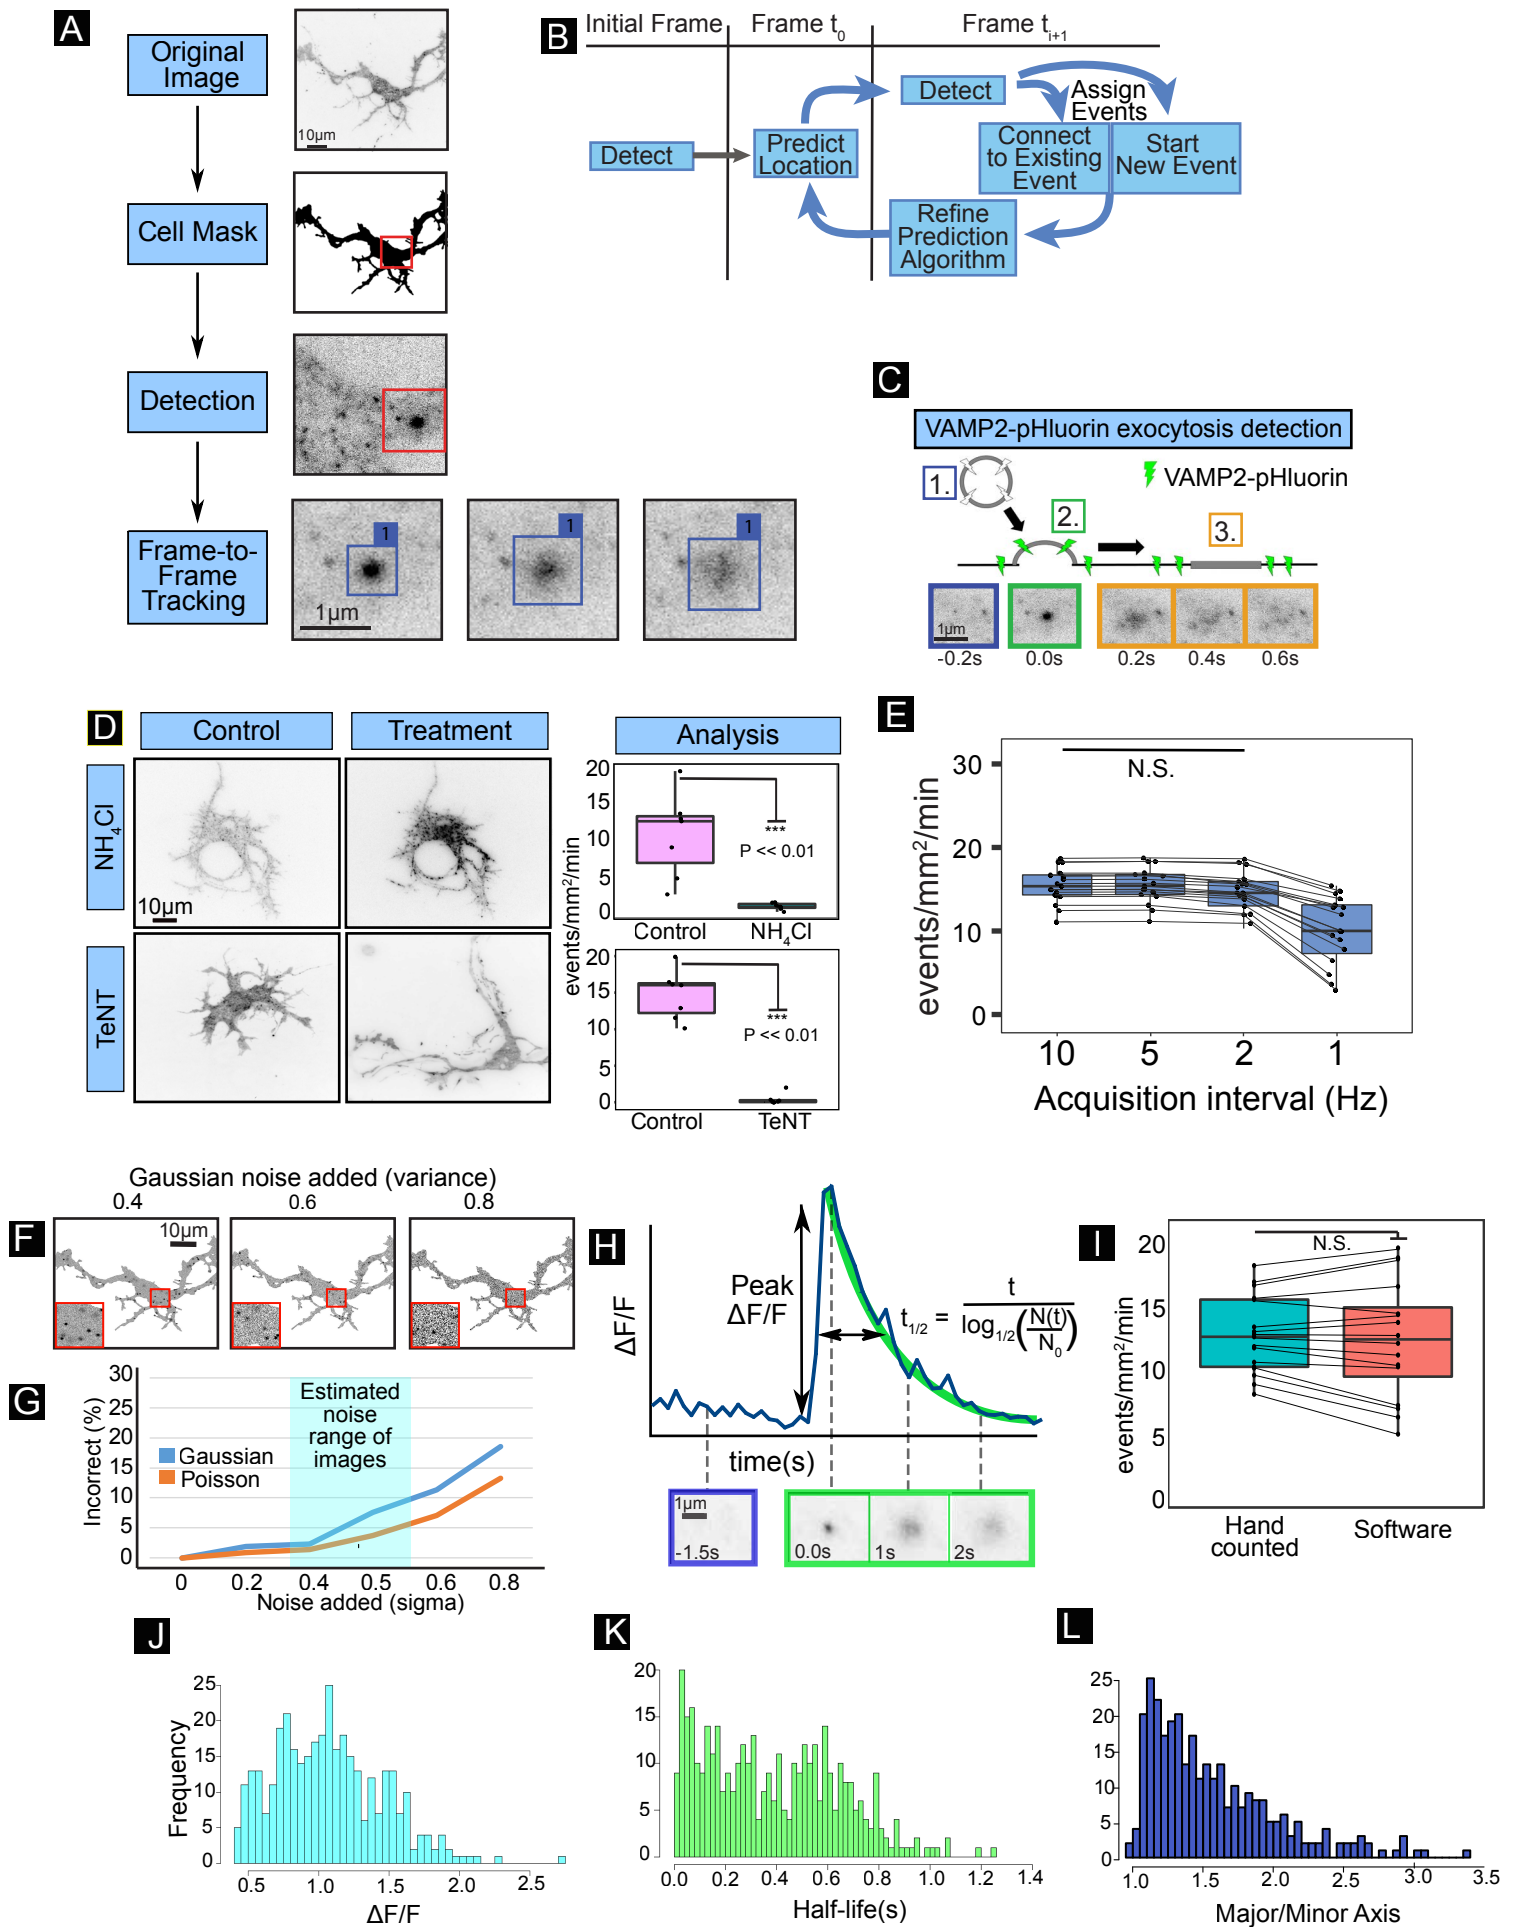 A
Original
Image
10µm
Cell Mask
Detection
Frame-to-
Frame
Tracking
1
1
1
1µm
B
Initial Frame
Frame t0
Frame ti+1
Detect
Predict
Location
Detect
Assign
Events
Connect
to Existing
Event
Start
New Event
Refine
Prediction
Algorithm
C
VAMP2-pHluorin exocytosis detection
1.
2.
3.
VAMP2-pHluorin
1µm
-0.2s
0.0s
0.2s
0.4s
0.6s
D
Control
Treatment
Analysis
NH4Cl
10µm
TeNT
events/mm2/min
20
15
10
5
0
***
P << 0.01
Control
NH4Cl
20
15
10
5
0
***
P << 0.01
Control
TeNT
E
events/mm2/min
30
20
10
0
N.S.
10
5
2
1
Acquisition interval (Hz)
F
Gaussian noise added (variance)
0.4
0.6
0.8
10µm
G
Incorrect (%)
30
25
20
15
10
5
0
Estimated
noise
range of
images
Gaussian
Poisson
0
0.2
0.4
0.5
0.6
0.8
Noise added (sigma)
H
ΔF/F
Peak
ΔF/F
t1/2 = t / log1/2(N(t)/N0)
time(s)
1µm
-1.5s
0.0s
1s
2s
I
events/mm2/min
20
15
10
5
0
N.S.
Hand
counted
Software
J
Frequency
25
20
15
10
5
0
0.5
1.0
1.5
2.0
2.5
ΔF/F
K
20
15
10
5
0
0.0
0.2
0.4
0.6
0.8
1.0
1.2
1.4
Half-life(s)
L
25
20
15
10
5
0
1.0
1.5
2.0
2.5
3.0
3.5
Major/Minor Axis